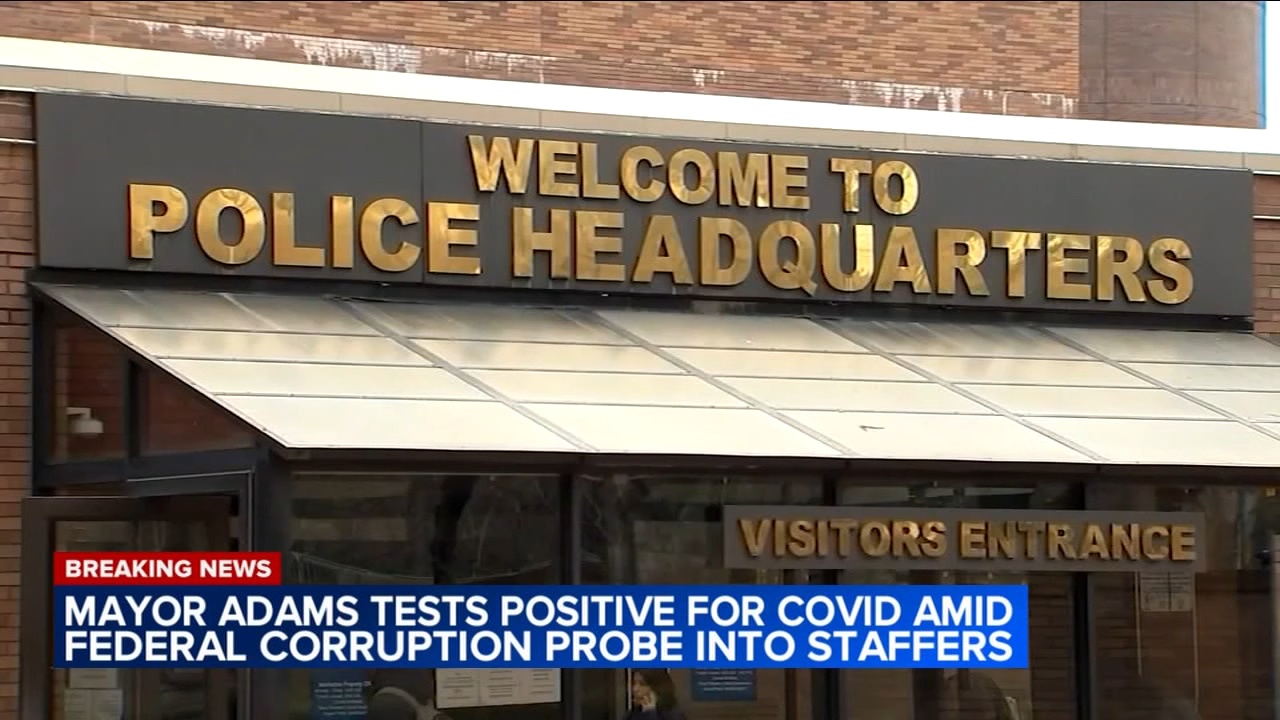 WELCOME TO
POLICE HEADQUARTERS
VISITORS ENTRANCE
BREAKING NEWS
MAYOR ADAMS TESTS POSITIVE FOR COVID AMID
FEDERAL CORRUPTION PROBE INTO STAFFERS